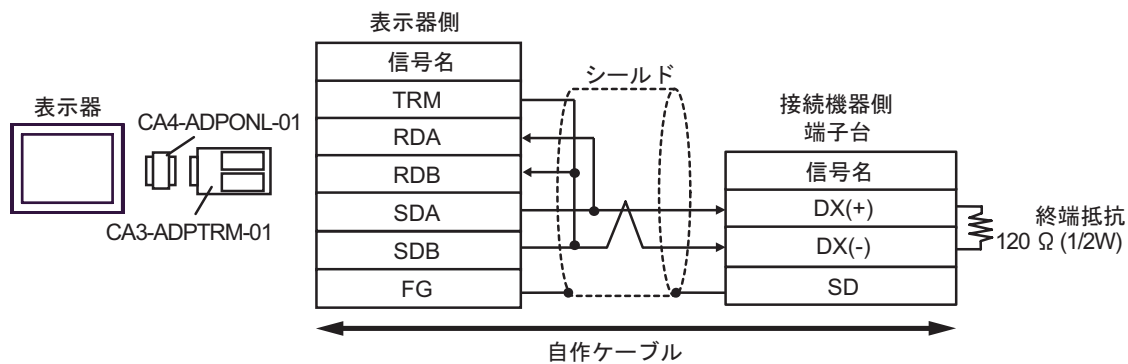 表示器
CA4-ADPONL-01
CA3-ADPTRM-01
表示器側
信号名
TRM
RDA
RDB
SDA
SDB
FG
シールド
接続機器側
端子台
信号名
DX(+)
DX(-)
SD
終端抵抗
120 Ω (1/2W)
自作ケーブル